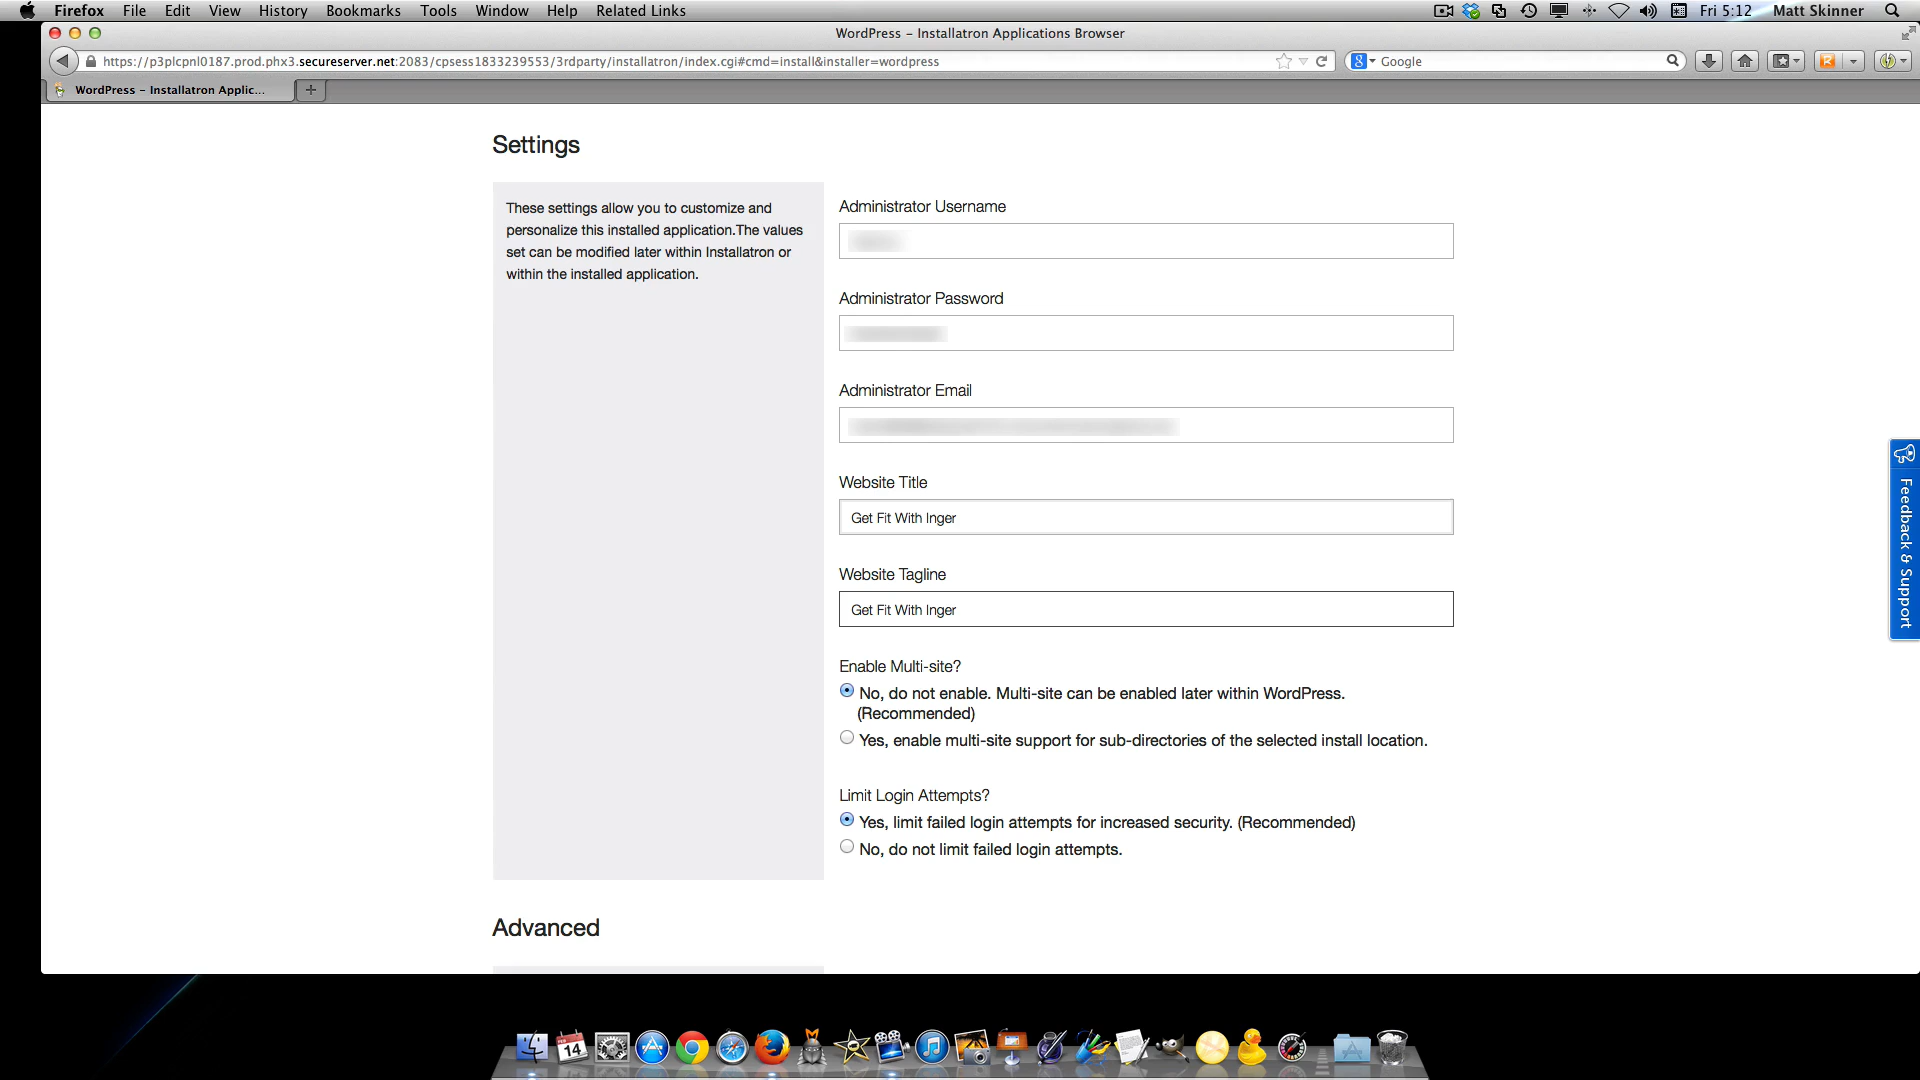 Firefox File Edit View History Bookmarks Tools Window Help Related Links Fri 5:12 Matt Skinner
WordPress – Installatron Applications Browser
https://p3plcpnl0187.prod.phx3.secureserver.net:2083/cpsess1833239553/3rdparty/installatron/index.cgi#cmd=install&installer=wordpress
Google
WordPress – Installatron Applic...
Settings
These settings allow you to customize and
personalize this installed application.The values
set can be modified later within Installatron or
within the installed application.
Administrator Username
Administrator Password
Administrator Email
Website Title
Get Fit With Inger
Website Tagline
Get Fit With Inger
Enable Multi-site?
No, do not enable. Multi-site can be enabled later within WordPress.
(Recommended)
Yes, enable multi-site support for sub-directories of the selected install location.
Limit Login Attempts?
Yes, limit failed login attempts for increased security. (Recommended)
No, do not limit failed login attempts.
Advanced
Feedback & Support
FEB
14